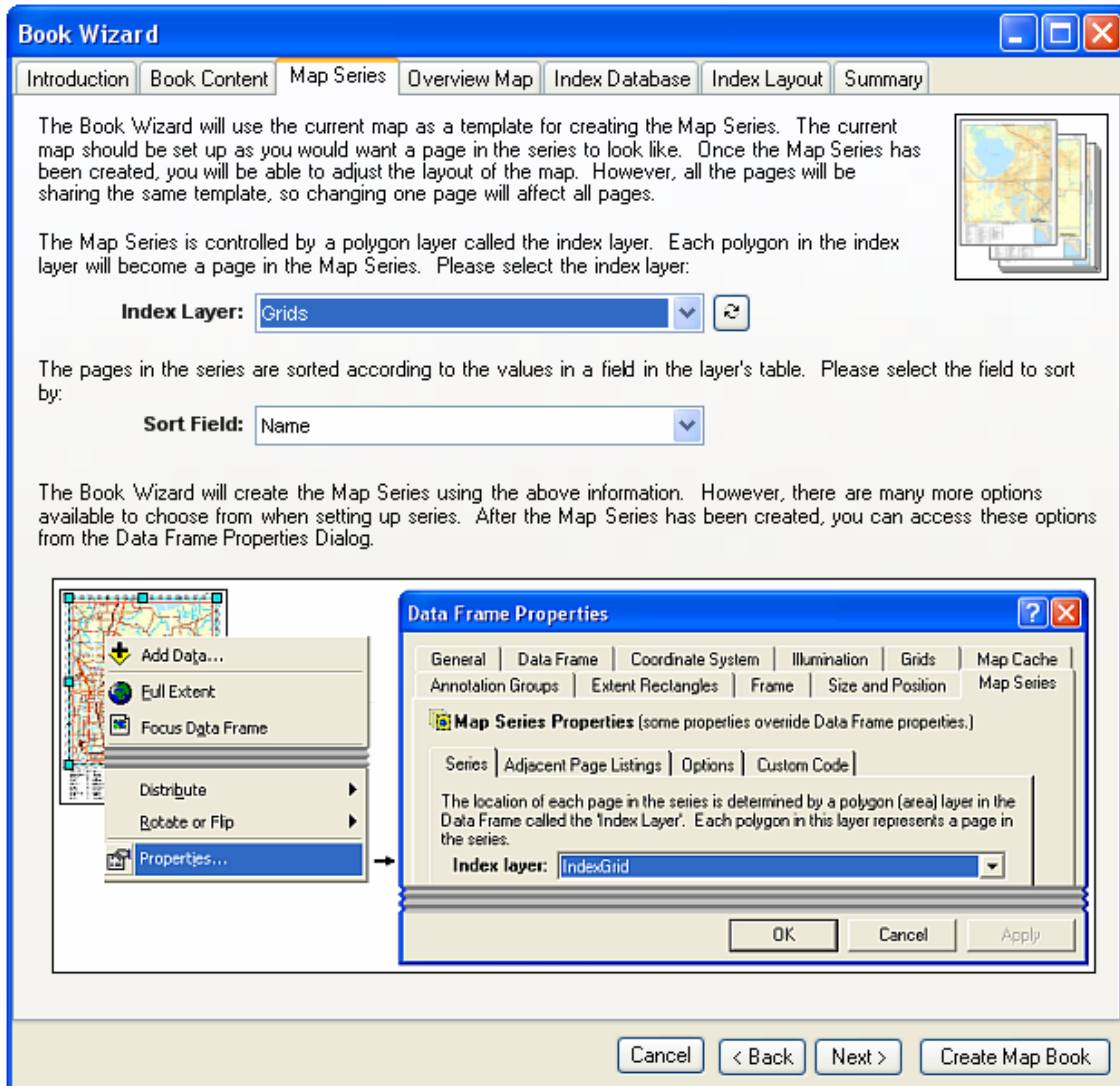 Book Wizard
Introduction
Book Content
Map Series
Overview Map
Index Database
Index Layout
Summary
The Book Wizard will use the current map as a template for creating the Map Series. The current
map should be set up as you would want a page in the series to look like. Once the Map Series has
been created, you will be able to adjust the layout of the map. However, all the pages will be
sharing the same template, so changing one page will affect all pages.
The Map Series is controlled by a polygon layer called the index layer. Each polygon in the index
layer will become a page in the Map Series. Please select the index layer:
Index Layer: Grids
The pages in the series are sorted according to the values in a field in the layer's table. Please select the field to sort
by:
Sort Field: Name
The Book Wizard will create the Map Series using the above information. However, there are many more options
available to choose from when setting up series. After the Map Series has been created, you can access these options
from the Data Frame Properties Dialog.
Add Data...
Full Extent
Focus Data Frame
Distribute
Rotate or Flip
Properties...
Data Frame Properties
General
Data Frame
Coordinate System
Illumination
Grids
Map Cache
Annotation Groups
Extent Rectangles
Frame
Size and Position
Map Series
Map Series Properties (some properties override Data Frame properties.)
Series
Adjacent Page Listings
Options
Custom Code
The location of each page in the series is determined by a polygon (area) layer in the
Data Frame called the 'Index Layer'. Each polygon in this layer represents a page in
the series.
Index layer: IndexGrid
OK
Cancel
Apply
Cancel
< Back
Next >
Create Map Book